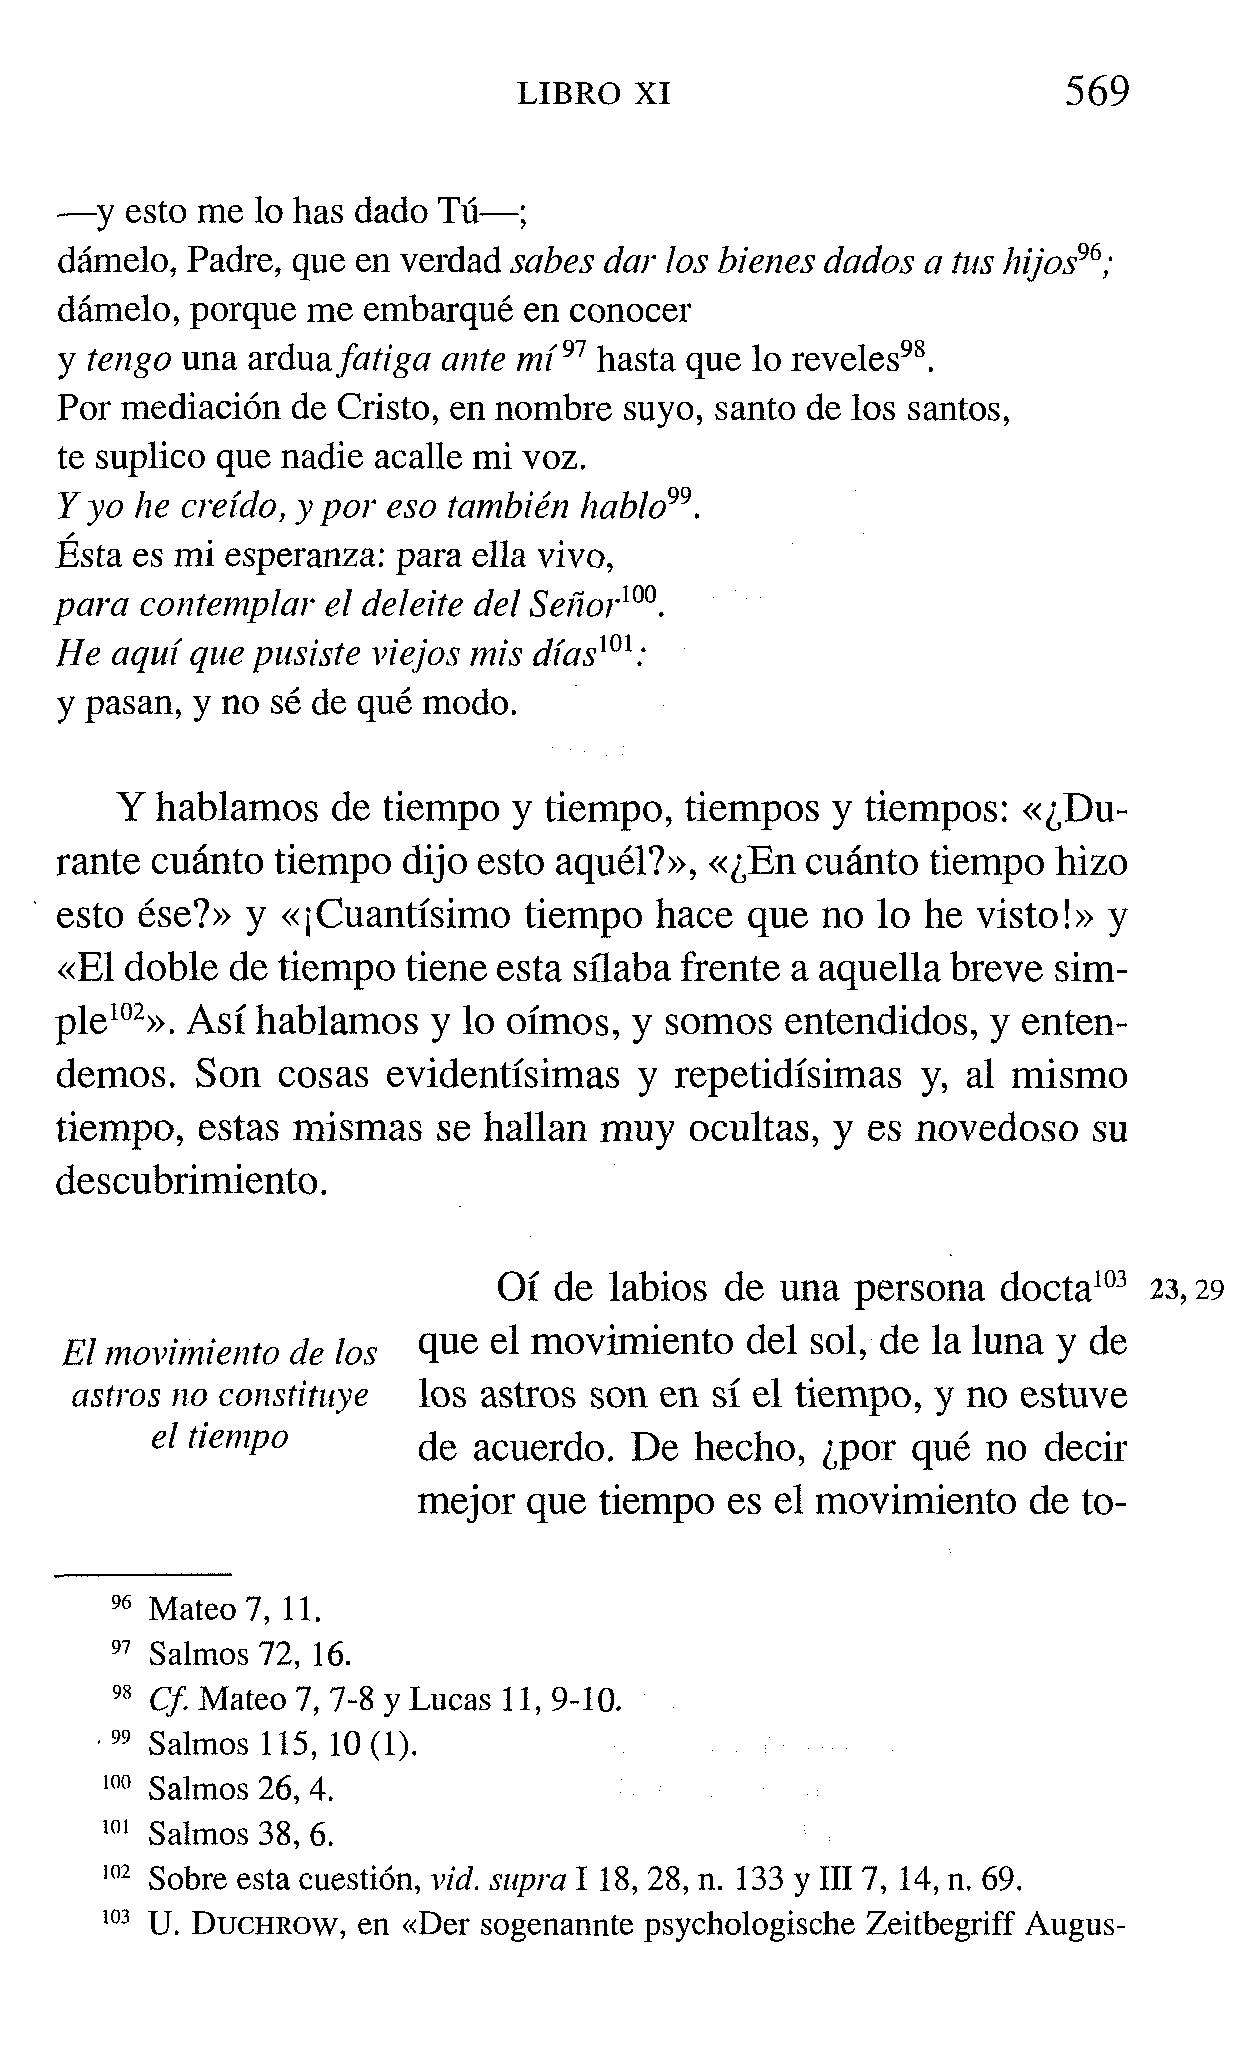 LIBRO XI 569
—y esto me lo has dado Tú—;
dámelo, Padre, que en verdad sabes dar los bienes dados a tus hijos⁹⁶;
dámelo, porque me embarqué en conocer
y tengo una ardua fatiga ante mí⁹⁷ hasta que lo reveles⁹⁸.
Por mediación de Cristo, en nombre suyo, santo de los santos,
te suplico que nadie acalle mi voz.
Y yo he creído, y por eso también hablo⁹⁹.
Ésta es mi esperanza: para ella vivo,
para contemplar el deleite del Señor¹⁰⁰.
He aquí que pusiste viejos mis días¹⁰¹:
y pasan, y no sé de qué modo.
Y hablamos de tiempo y tiempo, tiempos y tiempos: «¿Du-
rante cuánto tiempo dijo esto aquél?», «¿En cuánto tiempo hizo
esto ése?» y «¡Cuantísimo tiempo hace que no lo he visto!» y
«El doble de tiempo tiene esta sílaba frente a aquella breve sim-
ple¹⁰²». Así hablamos y lo oímos, y somos entendidos, y enten-
demos. Son cosas evidentísimas y repetidísimas y, al mismo
tiempo, estas mismas se hallan muy ocultas, y es novedoso su
descubrimiento.
El movimiento de los
astros no constituye
el tiempo
Oí de labios de una persona docta¹⁰³ 23, 29
que el movimiento del sol, de la luna y de
los astros son en sí el tiempo, y no estuve
de acuerdo. De hecho, ¿por qué no decir
mejor que tiempo es el movimiento de to-
⁹⁶ Mateo 7, 11.
⁹⁷ Salmos 72, 16.
⁹⁸ Cf. Mateo 7, 7-8 y Lucas 11, 9-10.
⁹⁹ Salmos 115, 10 (1).
¹⁰⁰ Salmos 26, 4.
¹⁰¹ Salmos 38, 6.
¹⁰² Sobre esta cuestión, vid. supra I 18, 28, n. 133 y III 7, 14, n. 69.
¹⁰³ U. DUCHROW, en «Der sogenannte psychologische Zeitbegriff Augus-